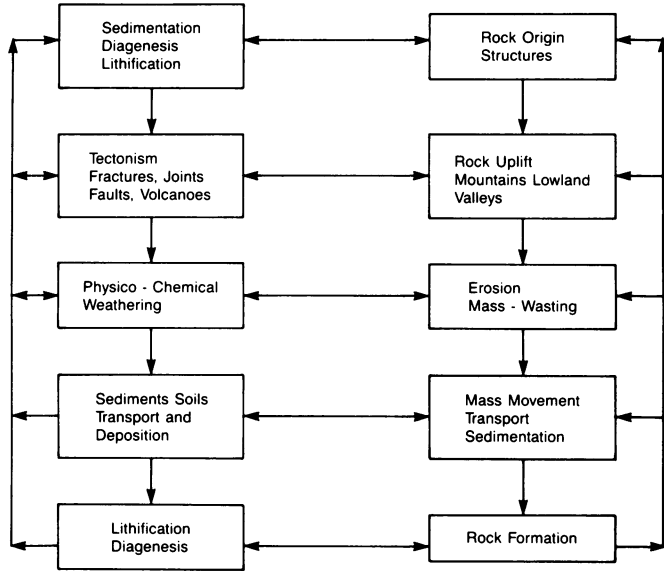 Sedimentation
Diagenesis
Lithification
Rock Origin
Structures
Tectonism
Fractures, Joints
Faults, Volcanoes
Rock Uplift
Mountains Lowland
Valleys
Physico - Chemical
Weathering
Erosion
Mass - Wasting
Sediments Soils
Transport and
Deposition
Mass Movement
Transport
Sedimentation
Lithification
Diagenesis
Rock Formation